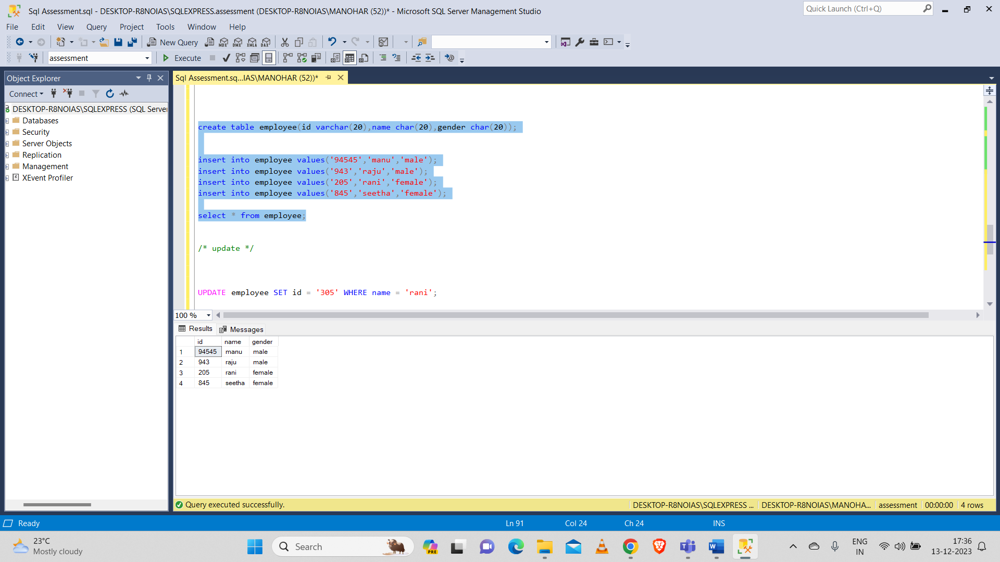 Sql Assessment.sql - DESKTOP-R8NOIAS\SQLEXPRESS.assessment (DESKTOP-R8NOIAS\MANOHAR (52))* - Microsoft SQL Server Management Studio
Quick Launch (Ctrl+Q)
File Edit View Query Project Tools Window Help
New Query MDX DMX XMLA DAX
assessment Execute
Object Explorer
Sql Assessment.sq...IAS\MANOHAR (52))*
Connect
DESKTOP-R8NOIAS\SQLEXPRESS (SQL Server
Databases
Security
Server Objects
Replication
Management
XEvent Profiler
create table employee(id varchar(20),name char(20),gender char(20));
insert into employee values('94545','manu','male');
insert into employee values('943','raju','male');
insert into employee values('205','rani','female');
insert into employee values('845','seetha','female');
select * from employee;
/* update */
UPDATE employee SET id = '305' WHERE name = 'rani';
100 %
Results Messages
id name gender
1 94545 manu male
2 943 raju male
3 205 rani female
4 845 seetha female
Query executed successfully. DESKTOP-R8NOIAS\SQLEXPRESS ... DESKTOP-R8NOIAS\MANOHA... assessment 00:00:00 4 rows
Ready Ln 91 Col 24 Ch 24 INS
23°C
Mostly cloudy
Search
PRE
ENG
IN
17:36
13-12-2023